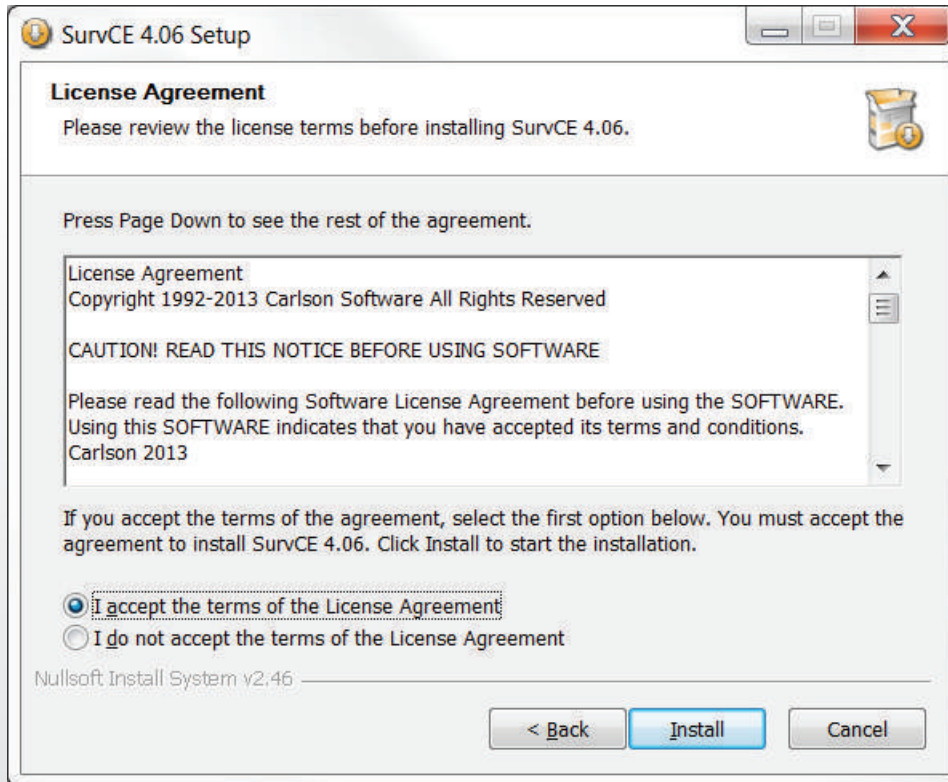 SurvCE 4.06 Setup
License Agreement
Please review the license terms before installing SurvCE 4.06.
Press Page Down to see the rest of the agreement.
License Agreement
Copyright 1992-2013 Carlson Software All Rights Reserved
CAUTION! READ THIS NOTICE BEFORE USING SOFTWARE
Please read the following Software License Agreement before using the SOFTWARE.
Using this SOFTWARE indicates that you have accepted its terms and conditions.
Carlson 2013
If you accept the terms of the agreement, select the first option below. You must accept the
agreement to install SurvCE 4.06. Click Install to start the installation.
I accept the terms of the License Agreement
I do not accept the terms of the License Agreement
Nullsoft Install System v2.46
< Back Install Cancel